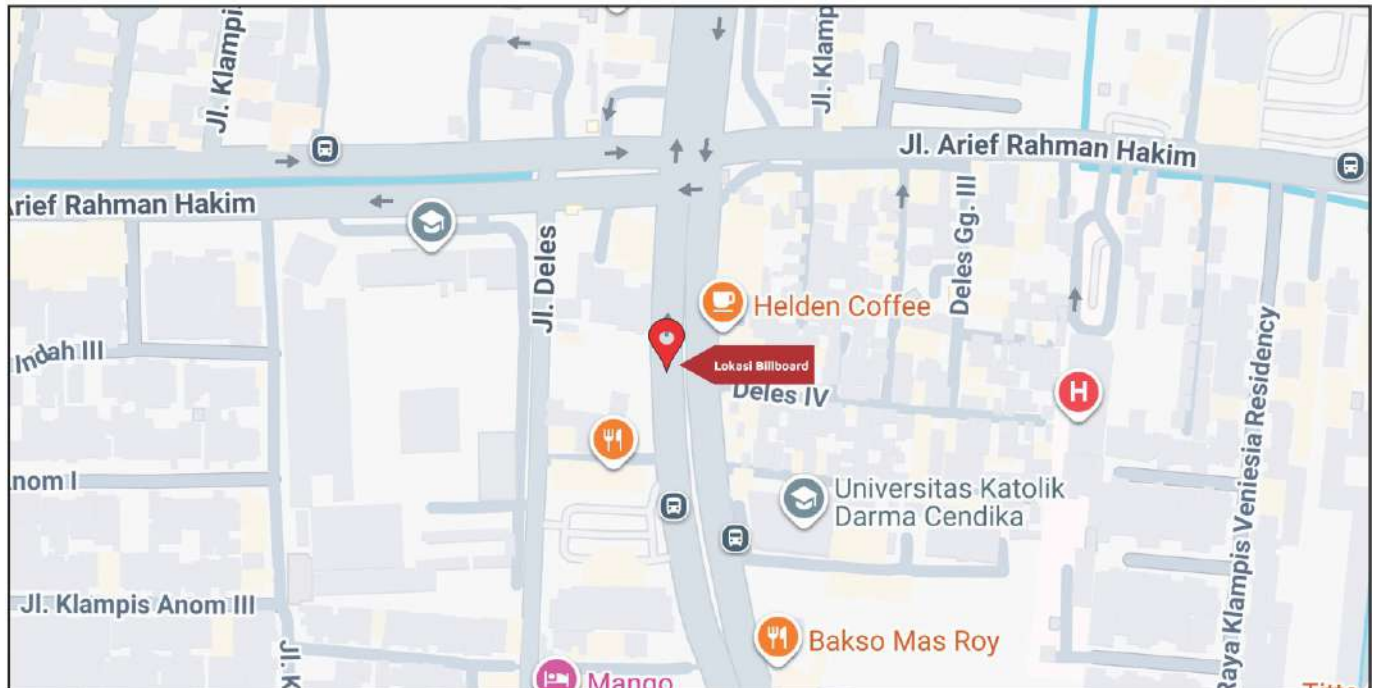 Jl. Klampi
Jl. Klamp
Jl. Arief Rahman Hakim
rief Rahman Hakim
Jl. Deles
Deles Gg. III
Helden Coffee
Indah III
Lokasi Billboard
Deles IV
H
Raya Klampis Veniesia Residency
nom I
Universitas Katolik
Darma Cendika
Jl. Klampis Anom III
Bakso Mas Roy
Jl. K
Mango